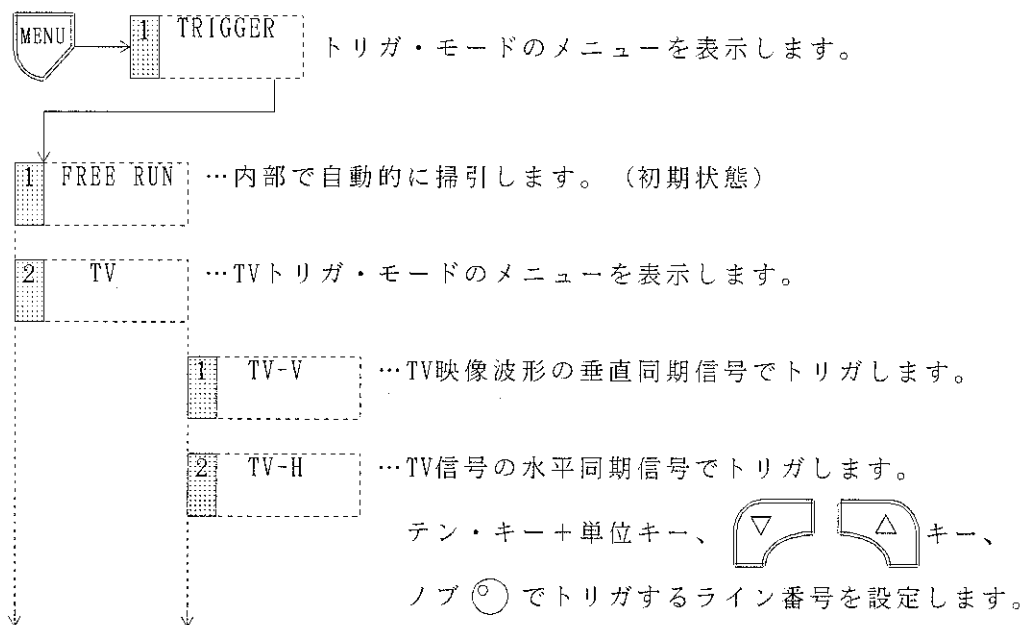 MENU 1 TRIGGER トリガ・モードのメニューを表示します。
1 FREE RUN …内部で自動的に掃引します。（初期状態）
2 TV …TVトリガ・モードのメニューを表示します。
1 TV-V …TV映像波形の垂直同期信号でトリガします。
2 TV-H …TV信号の水平同期信号でトリガします。
テン・キー＋単位キー、▽ △キー、
ノブ でトリガするライン番号を設定します。